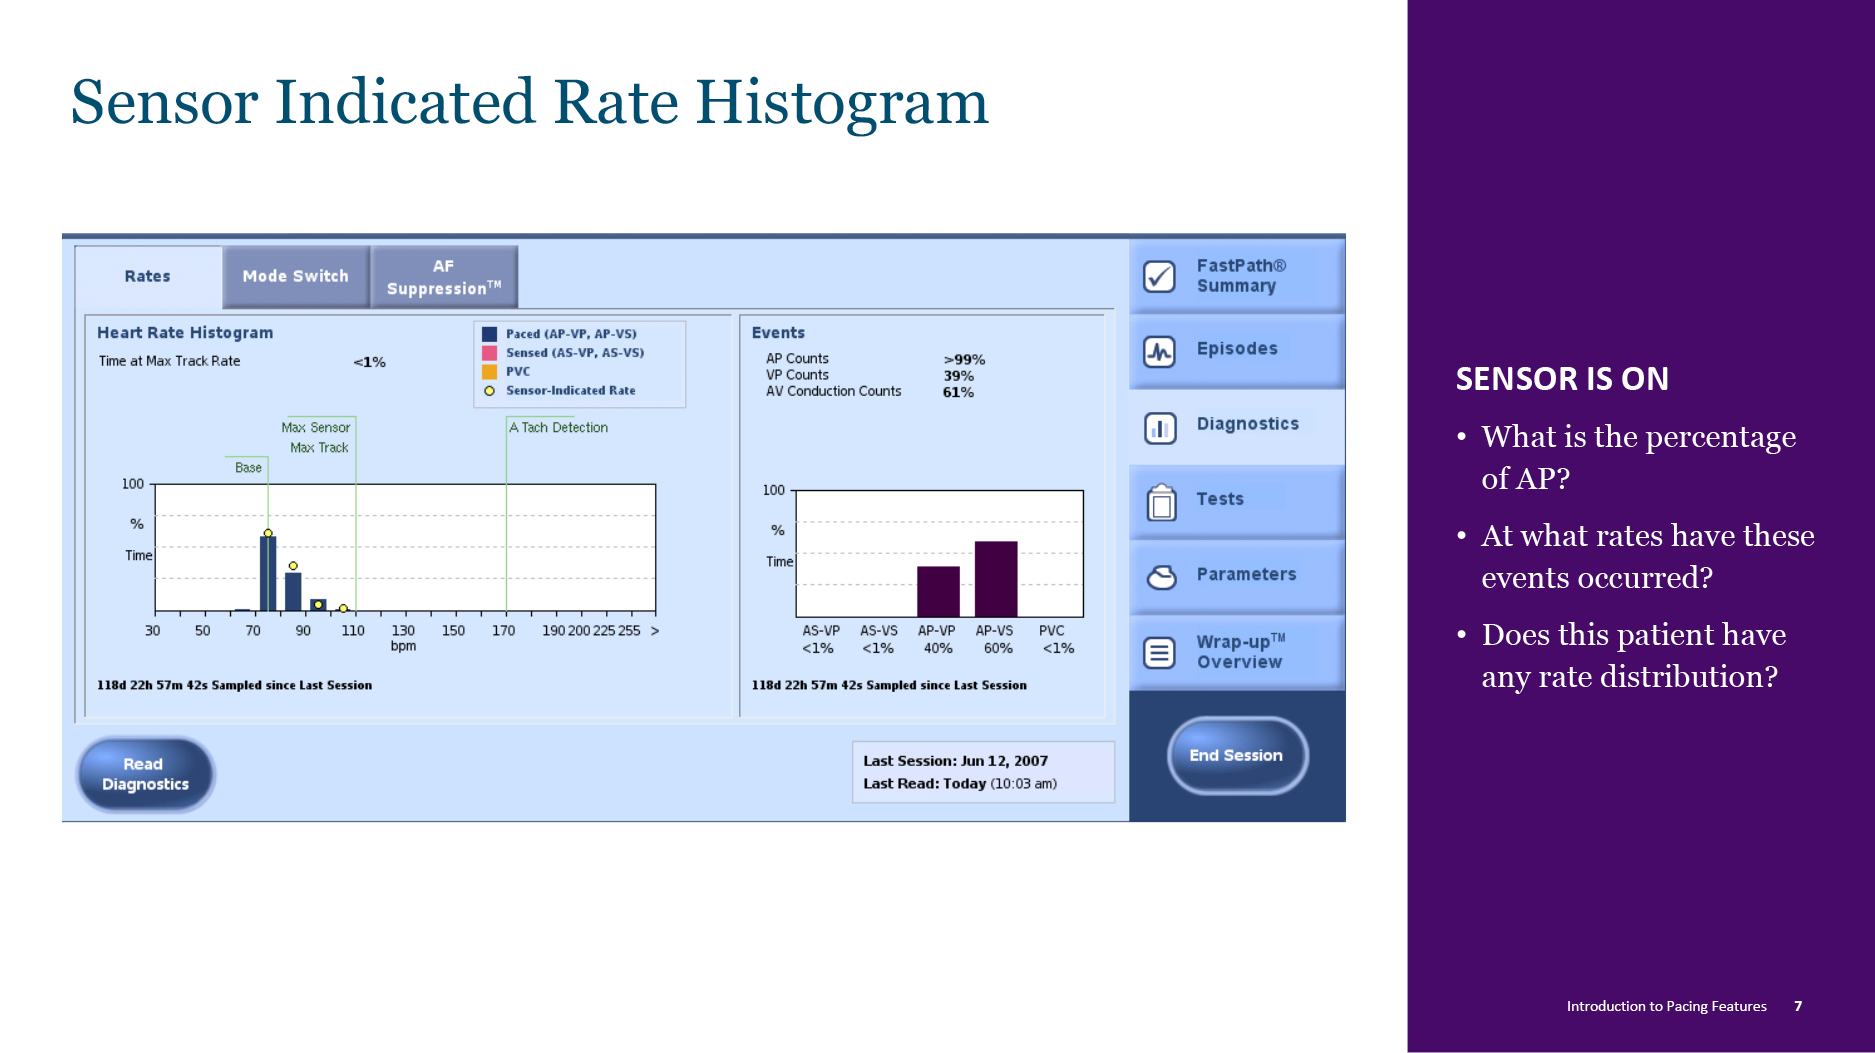 Sensor Indicated Rate Histogram
Rates
Mode Switch
AF
Suppression™
Heart Rate Histogram
Time at Max Track Rate <1%
Paced (AP-VP, AP-VS)
Sensed (AS-VP, AS-VS)
PVC
Sensor-Indicated Rate
Max Sensor
Max Track
Base
A Tach Detection
100
%
Time
30 50 70 90 110 130 150 170 190 200 225 255 >
bpm
118d 22h 57m 42s Sampled since Last Session
Events
AP Counts >99%
VP Counts 39%
AV Conduction Counts 61%
100
%
Time
AS-VP AS-VS AP-VP AP-VS PVC
<1% <1% 40% 60% <1%
118d 22h 57m 42s Sampled since Last Session
Read
Diagnostics
Last Session: Jun 12, 2007
Last Read: Today (10:03 am)
FastPath®
Summary
Episodes
Diagnostics
Tests
Parameters
Wrap-up™
Overview
End Session
SENSOR IS ON
• What is the percentage
of AP?
• At what rates have these
events occurred?
• Does this patient have
any rate distribution?
Introduction to Pacing Features 7